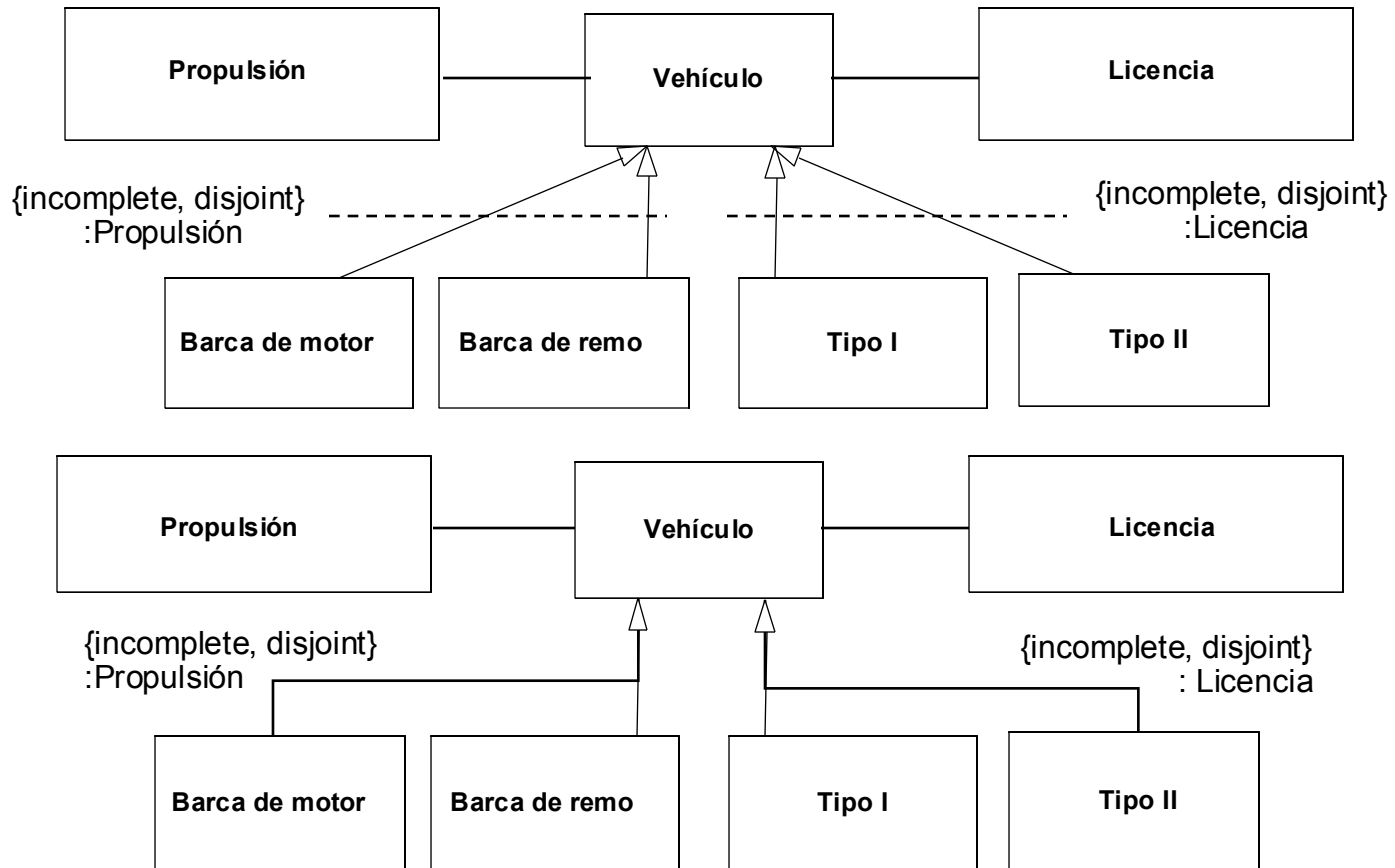 Propulsión
Vehículo
Licencia
{incomplete, disjoint}
:Propulsión
{incomplete, disjoint}
:Licencia
Barca de motor
Barca de remo
Tipo I
Tipo II
Propulsión
Vehículo
Licencia
{incomplete, disjoint}
:Propulsión
{incomplete, disjoint}
: Licencia
Barca de motor
Barca de remo
Tipo I
Tipo II